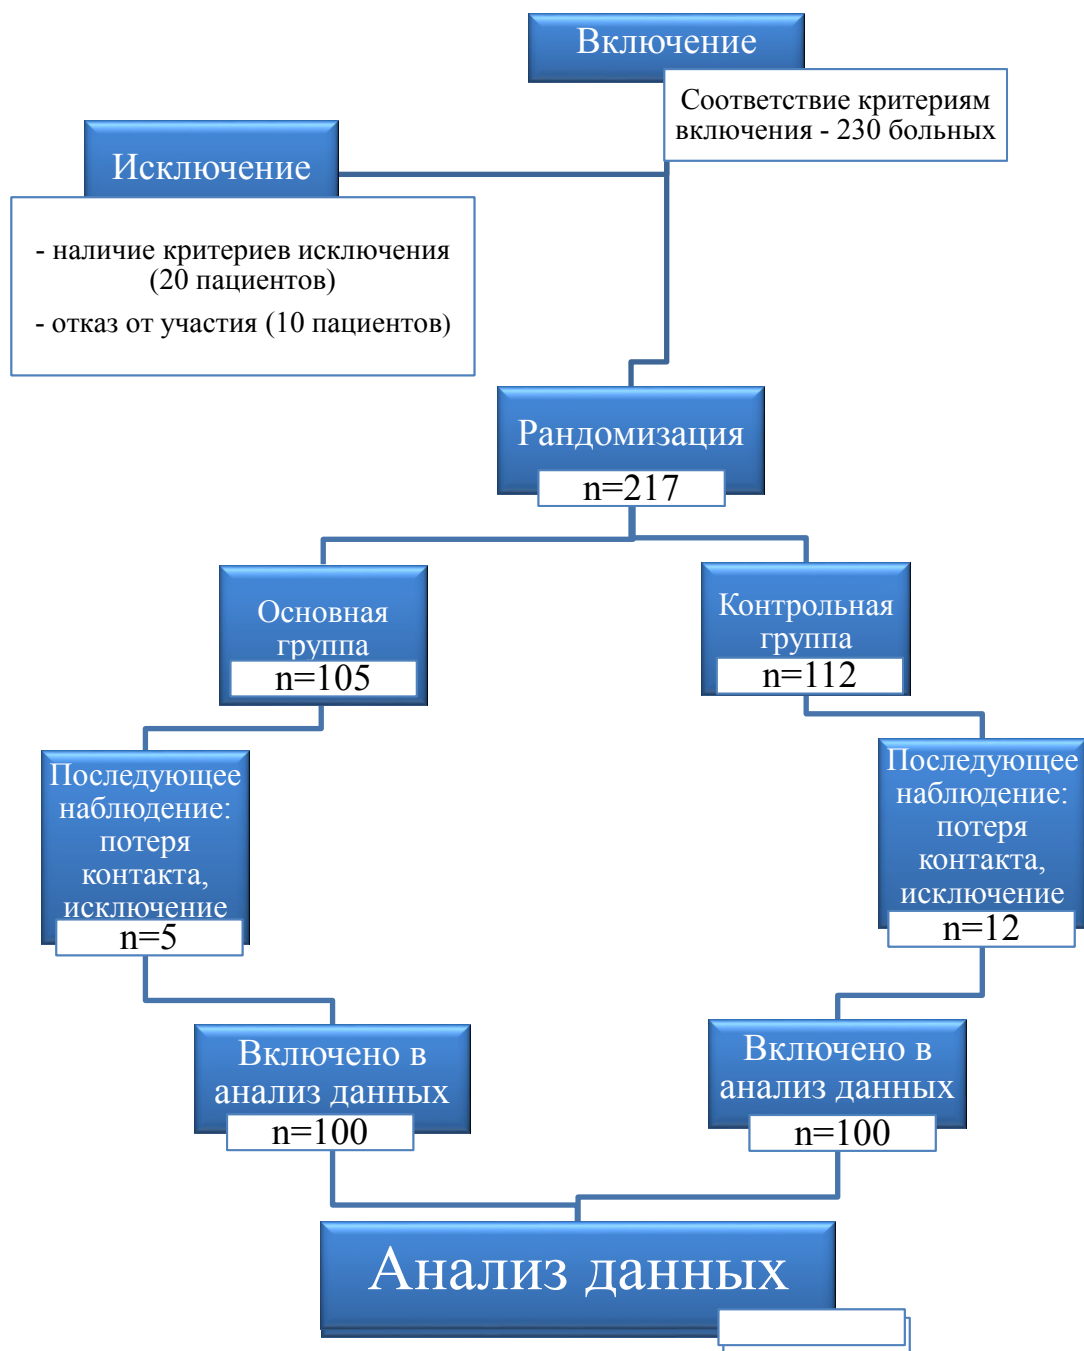 Включение
Соответствие критериям
включения - 230 больных
Исключение
- наличие критериев исключения
(20 пациентов)
- отказ от участия (10 пациентов)
Рандомизация
n=217
Основная
группа
n=105
Контрольная
группа
n=112
Последующее
наблюдение:
потеря
контакта,
исключение
n=5
Последующее
наблюдение:
потеря
контакта,
исключение
n=12
Включено в
анализ данных
n=100
Включено в
анализ данных
n=100
Анализ данных